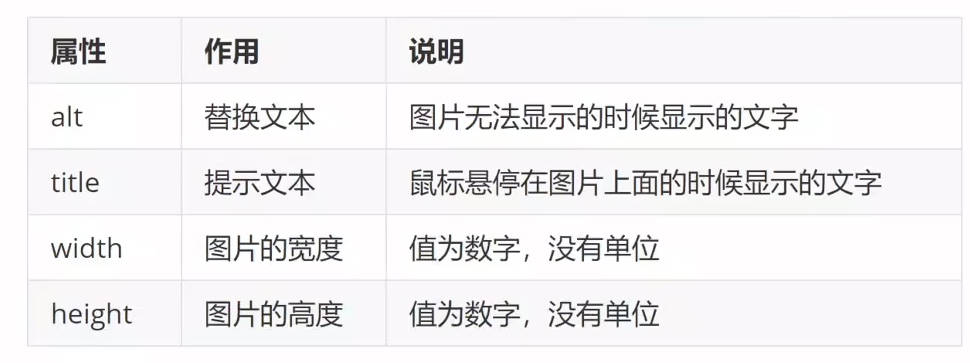 属性 作用 说明
alt 替换文本 图片无法显示的时候显示的文字
title 提示文本 鼠标悬停在图片上面的时候显示的文字
width 图片的宽度 值为数字，没有单位
height 图片的高度 值为数字，没有单位